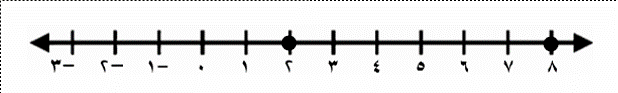 ٣− ٢− ١− ٠ ١ ٢ ٣ ٤ ٥ ٦ ٧ ٨